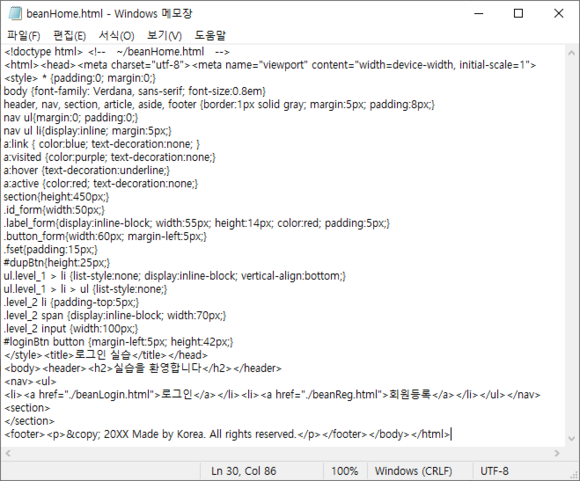 beanHome.html - Windows 메모장
파일(F) 편집(E) 서식(O) 보기(V) 도움말
<!doctype html> <!-- ~/beanHome.html -->
<html><head><meta charset="utf-8"><meta name="viewport" content="width=device-width, initial-scale=1">
<style> * {padding:0; margin:0;}
body {font-family: Verdana, sans-serif; font-size:0.8em}
header, nav, section, article, aside, footer {border:1px solid gray; margin:5px; padding:8px;}
nav ul{margin:0; padding:0;}
nav ul li{display:inline; margin:5px;}
a:link { color:blue; text-decoration:none; }
a:visited {color:purple; text-decoration:none;}
a:hover {text-decoration:underline;}
a:active {color:red; text-decoration:none;}
section{height:450px;}
.id_form{width:50px;}
.label_form{display:inline-block; width:55px; height:14px; color:red; padding:5px;}
.button_form{width:60px; margin-left:5px;}
.fset{padding:15px;}
#dupBtn{height:25px;}
ul.level_1 > li {list-style:none; display:inline-block; vertical-align:bottom;}
ul.level_1 > li > ul {list-style:none;}
.level_2 li {padding-top:5px;}
.level_2 span {display:inline-block; width:70px;}
.level_2 input {width:100px;}
#loginBtn button {margin-left:5px; height:42px;}
</style><title>로그인 실습</title></head>
<body><header><h2>실습을 환영합니다</h2></header>
<nav><ul>
<li><a href="./beanLogin.html">로그인</a></li><li><a href="./beanReg.html">회원등록</a></li></ul></nav>
<section>
</section>
<footer><p>&copy; 20XX Made by Korea. All rights reserved.</p></footer></body></html>
Ln 30, Col 86 100% Windows (CRLF) UTF-8